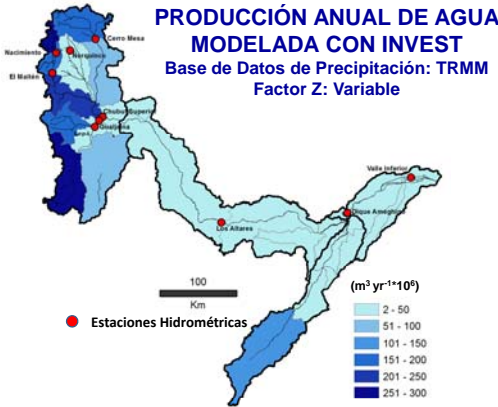 PRODUCCIÓN ANUAL DE AGUA
MODELADA CON INVEST
Base de Datos de Precipitación: TRMM
Factor Z: Variable
Cerro Mesa
Nacimiento
Ñorquinco
El Maitén
Chubut Superior
Gualjaina
Valle Inferior
Dique Ameghino
Los Altares
100
Km
Estaciones Hidrométricas
(m³ yr⁻¹*10⁶)
2 - 50
51 - 100
101 - 150
151 - 200
201 - 250
251 - 300